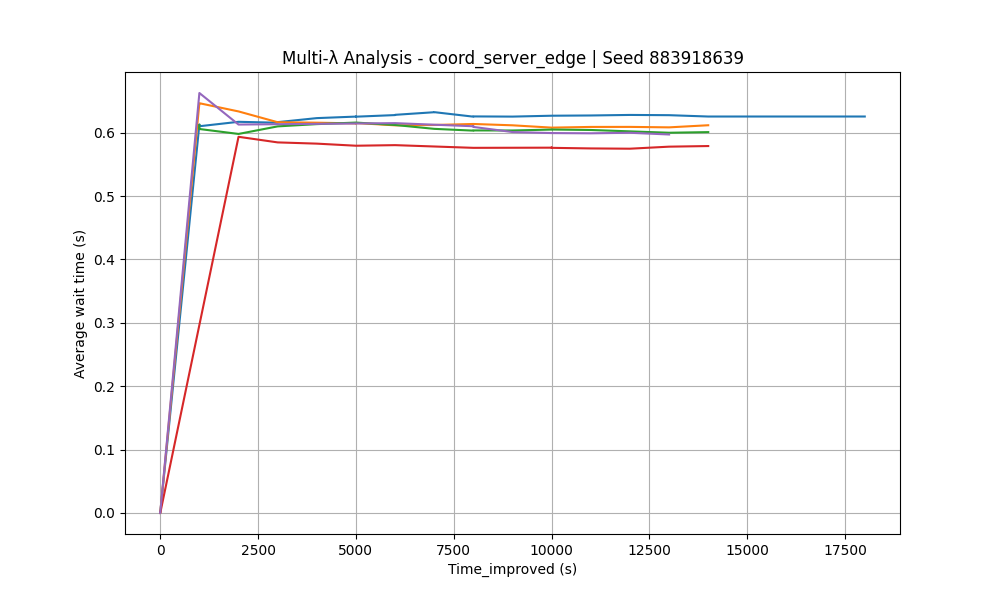 Multi-λ Analysis - coord_server_edge | Seed 883918639
Average wait time (s)
0.6
0.5
0.4
0.3
0.2
0.1
0.0
0 2500 5000 7500 10000 12500 15000 17500
Time_improved (s)